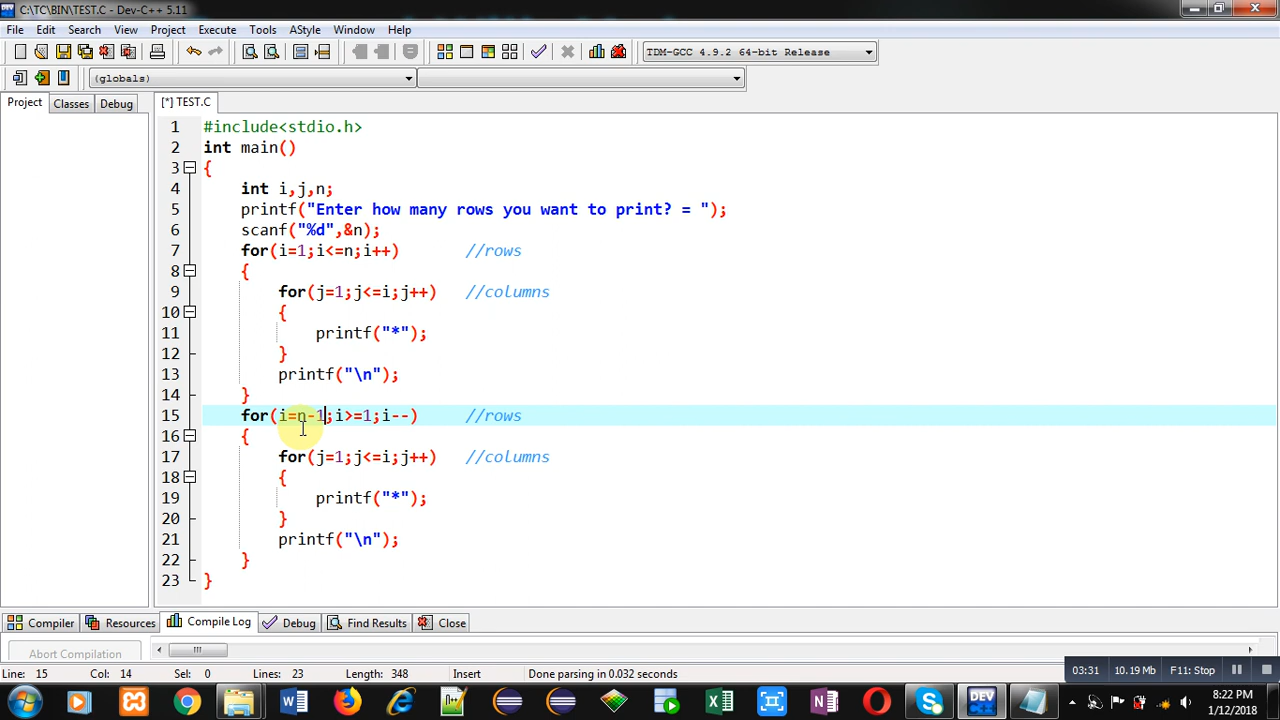 C:\TC\BIN\TEST.C - Dev-C++ 5.11
File Edit Search View Project Execute Tools AStyle Window Help
TDM-GCC 4.9.2 64-bit Release
(globals)
Project Classes Debug [*] TEST.C
1 #include<stdio.h>
2 int main()
3 {
4 int i,j,n;
5 printf("Enter how many rows you want to print? = ");
6 scanf("%d",&n);
7 for(i=1;i<=n;i++) //rows
8 {
9 for(j=1;j<=i;j++) //columns
10 {
11 printf("*");
12 }
13 printf("\n");
14 }
15 for(i=n-1;i>=1;i--) //rows
16 {
17 for(j=1;j<=i;j++) //columns
18 {
19 printf("*");
20 }
21 printf("\n");
22 }
23 }
Compiler Resources Compile Log Debug Find Results Close
Abort Compilation
Line: 15 Col: 14 Sel: 0 Lines: 23 Length: 348 Insert Done parsing in 0.032 seconds
03:31 10.19 Mb F11: Stop
8:22 PM
1/12/2018